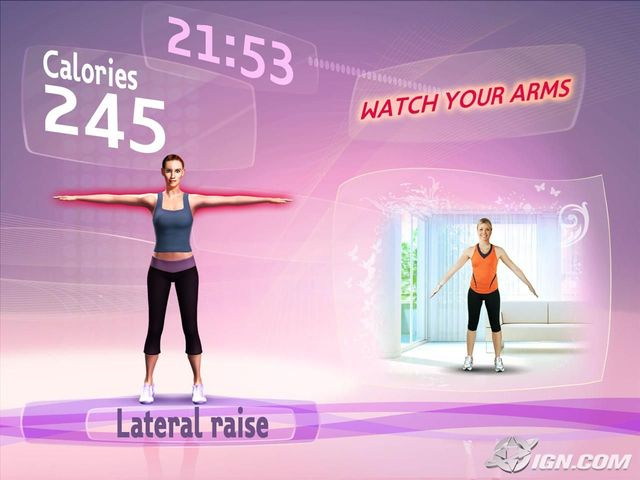 21:53
Calories
245
WATCH YOUR ARMS
Lateral raise
IGN.COM